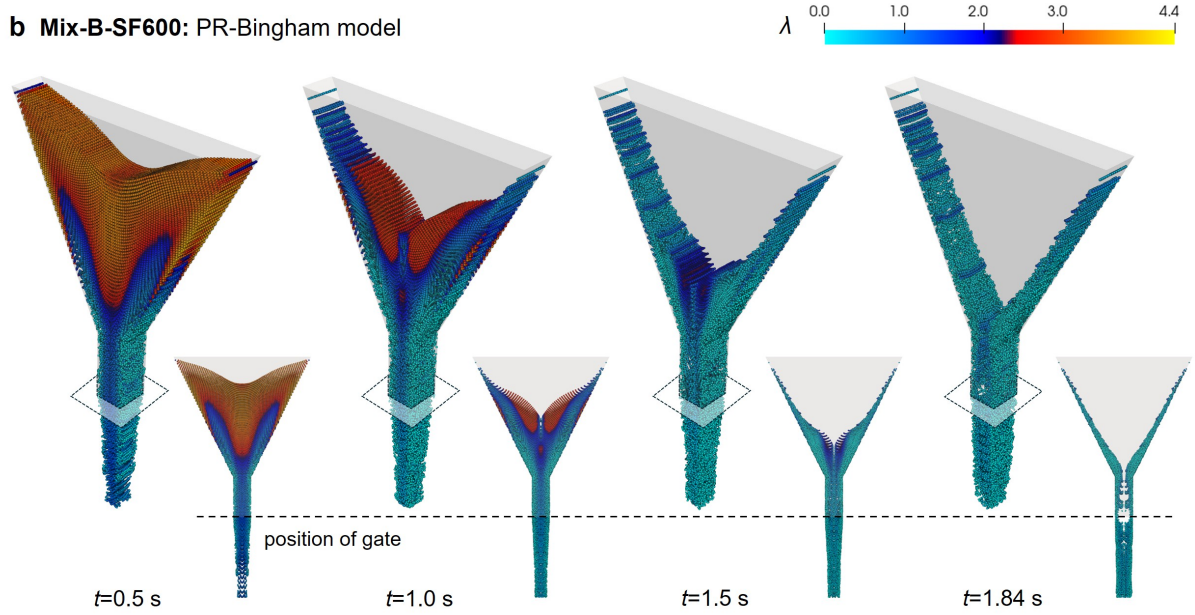 b Mix-B-SF600: PR-Bingham model
λ 0.0 1.0 2.0 3.0 4.4
position of gate
t=0.5 s t=1.0 s t=1.5 s t=1.84 s